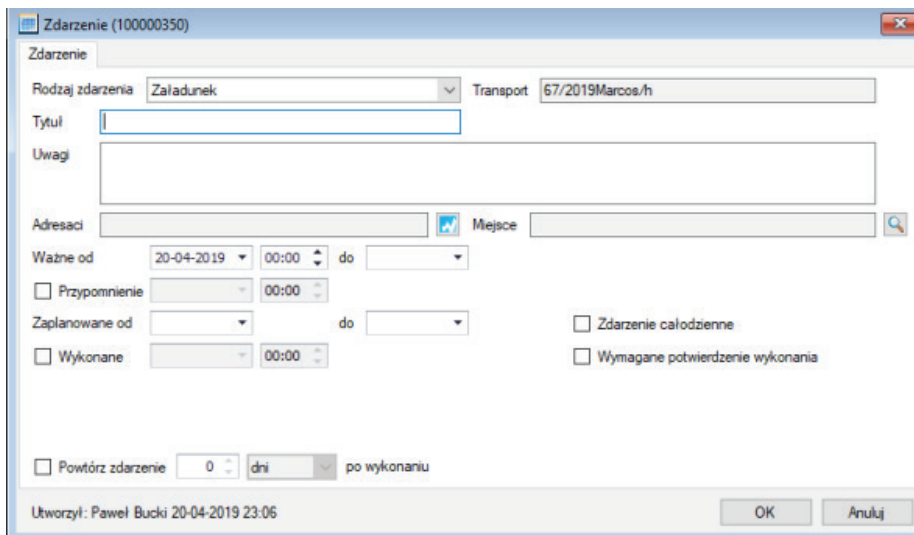 Zdarzenie (100000350)
Zdarzenie
Rodzaj zdarzenia Załadunek Transport 67/2019Marcos/h
Tytuł
Uwagi
Adresaci Miejsce
Ważne od 20-04-2019 00:00 do
Przypomnienie 00:00
Zaplanowane od do Zdarzenie całodzienne
Wykonane 00:00 Wymagane potwierdzenie wykonania
Powtórz zdarzenie 0 dni po wykonaniu
Utworzył: Paweł Bucki 20-04-2019 23:06 OK Anuluj